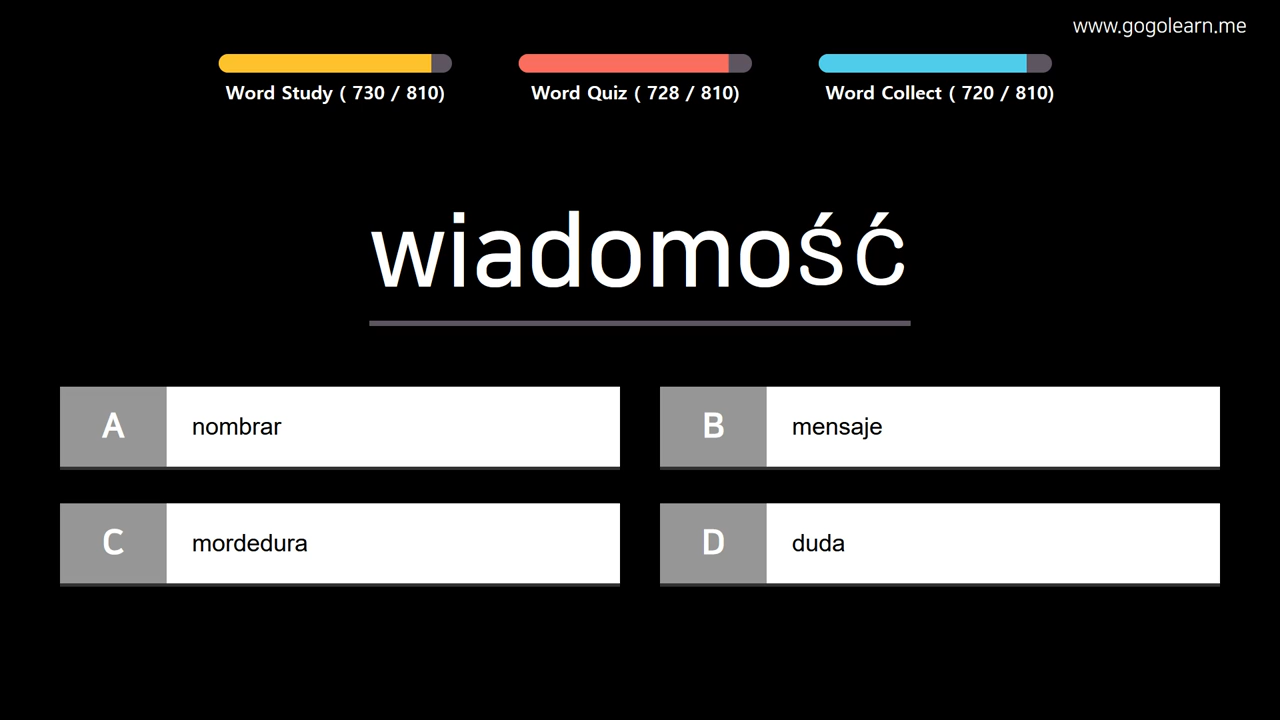 www.gogolearn.me
Word Study ( 730 / 810)
Word Quiz ( 728 / 810)
Word Collect ( 720 / 810)
wiadomość
A nombrar
B mensaje
C mordedura
D duda